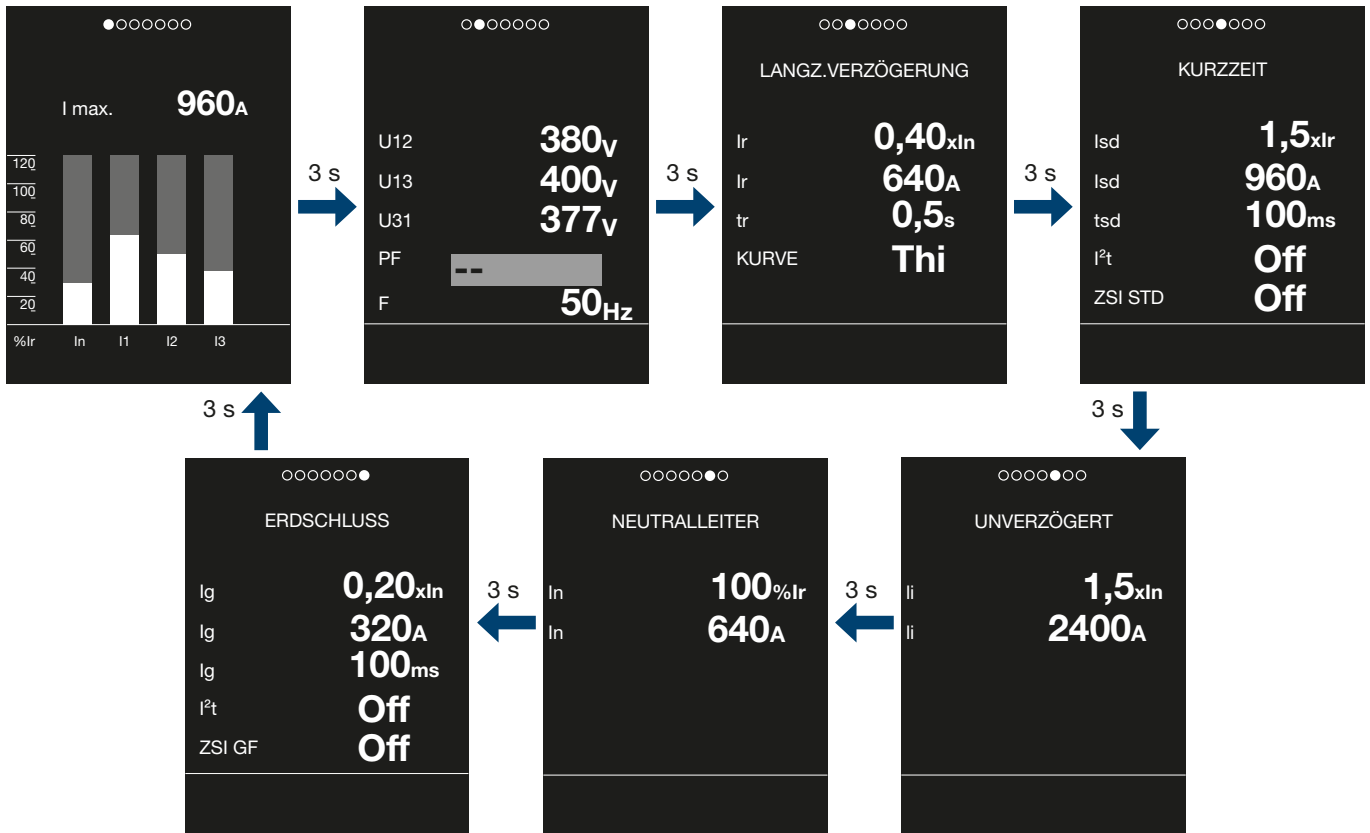 I max. 960A
120
100
80
60
40
20
%Ir In I1 I2 I3
3 s
U12 380V
U13 400V
U31 377V
PF --
F 50Hz
3 s
LANGZ.VERZÖGERUNG
Ir 0,40xIn
Ir 640A
tr 0,5s
KURVE Thi
3 s
KURZZEIT
Isd 1,5xIr
Isd 960A
tsd 100ms
I²t Off
ZSI STD Off
3 s
UNVERZÖGERT
Ii 1,5xIn
Ii 2400A
3 s
NEUTRALLEITER
In 100%Ir
In 640A
3 s
ERDSCHLUSS
Ig 0,20xIn
Ig 320A
Ig 100ms
I²t Off
ZSI GF Off
3 s